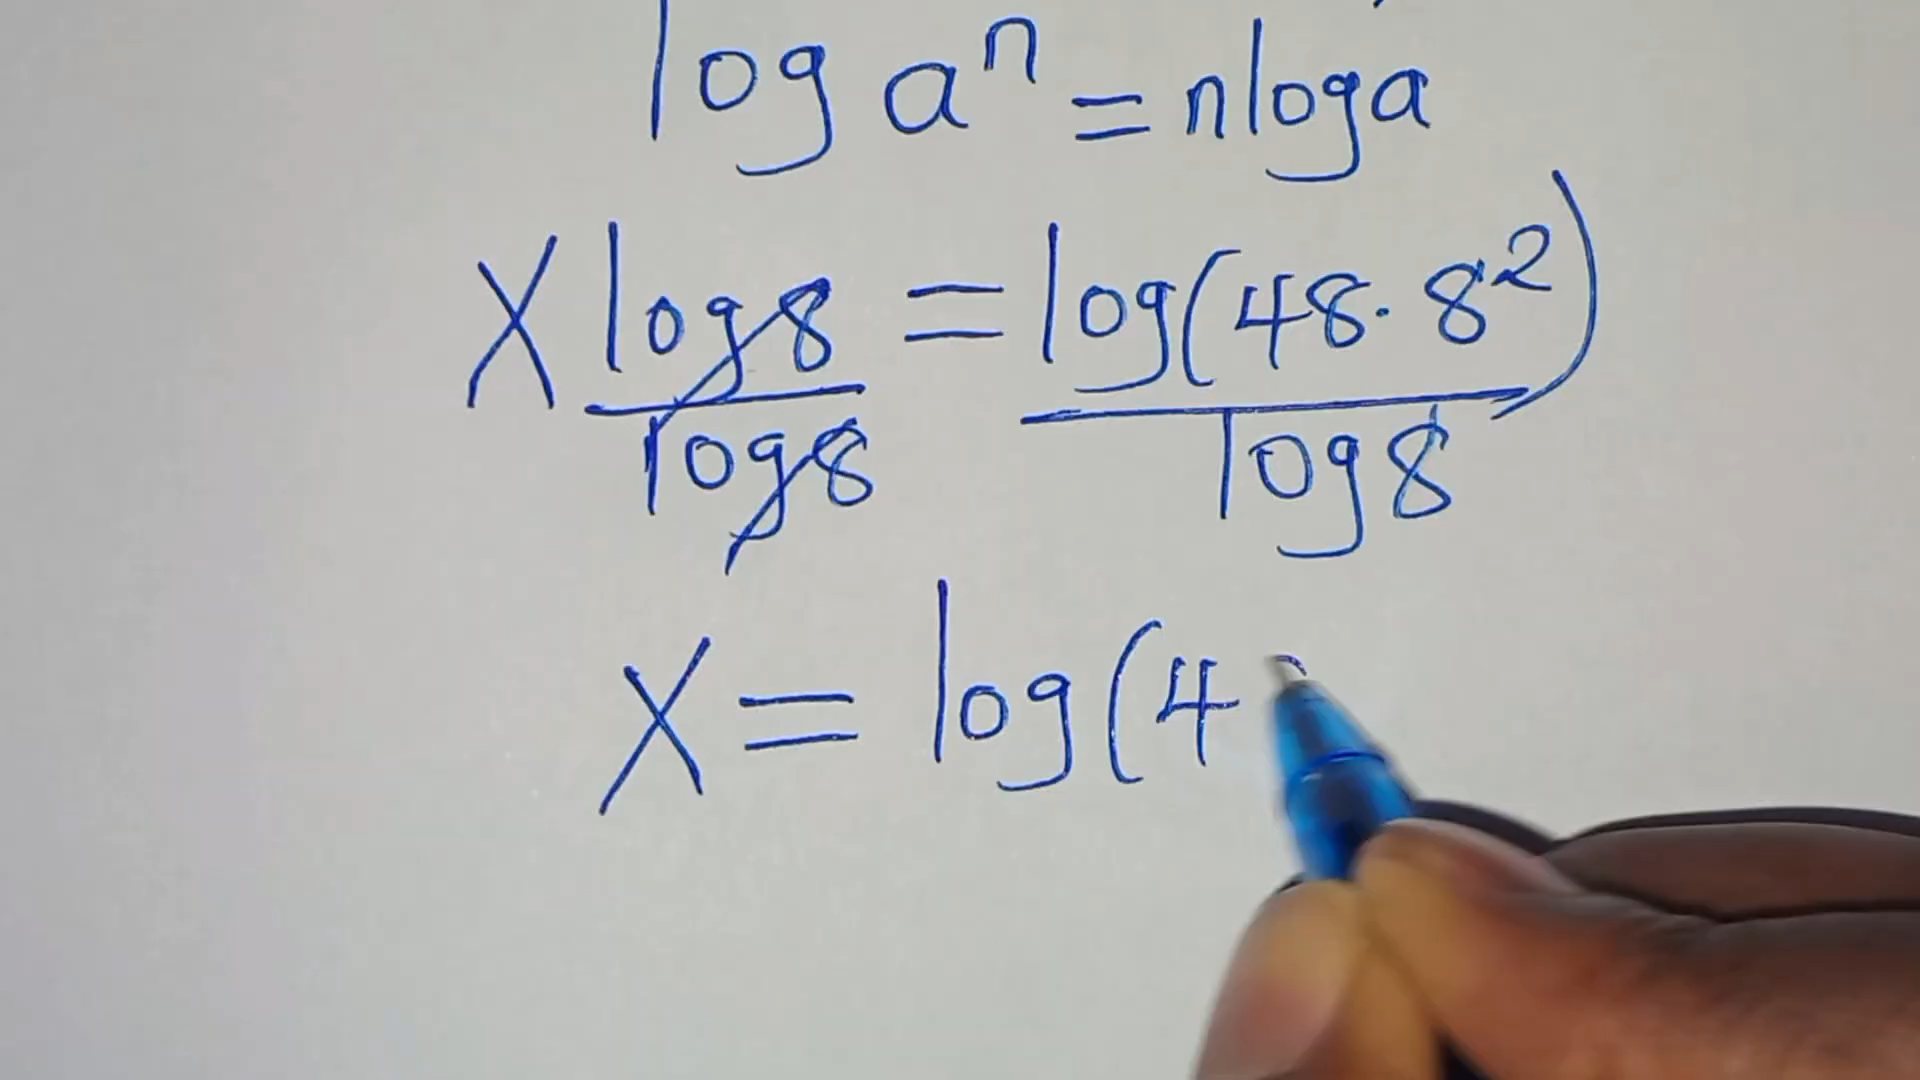 log aⁿ = nloga
X log8 = log(48·8²)
log8 log8
X = log(4